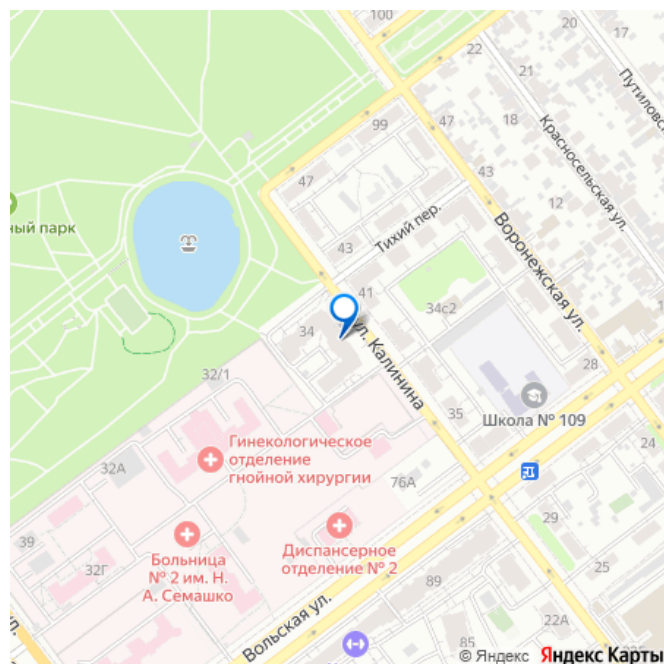 100
22
17
21
20
Путиловс
99
47
18
Красносельская ул.
43
47
12
ный парк
Тихий пер.
43
Воронежская ул.
41
34с2
34
ул. Калинина
28
32/1
Школа № 109
35
24
Гинекологическое
отделение
гнойной хирургии
32А
76А
29
39
Диспансерное
отделение № 2
Больница
№ 2 им. Н.
А. Семашко
32Г
25
89
22А
Вольская ул.
85
© Яндекс Яндекс Карты